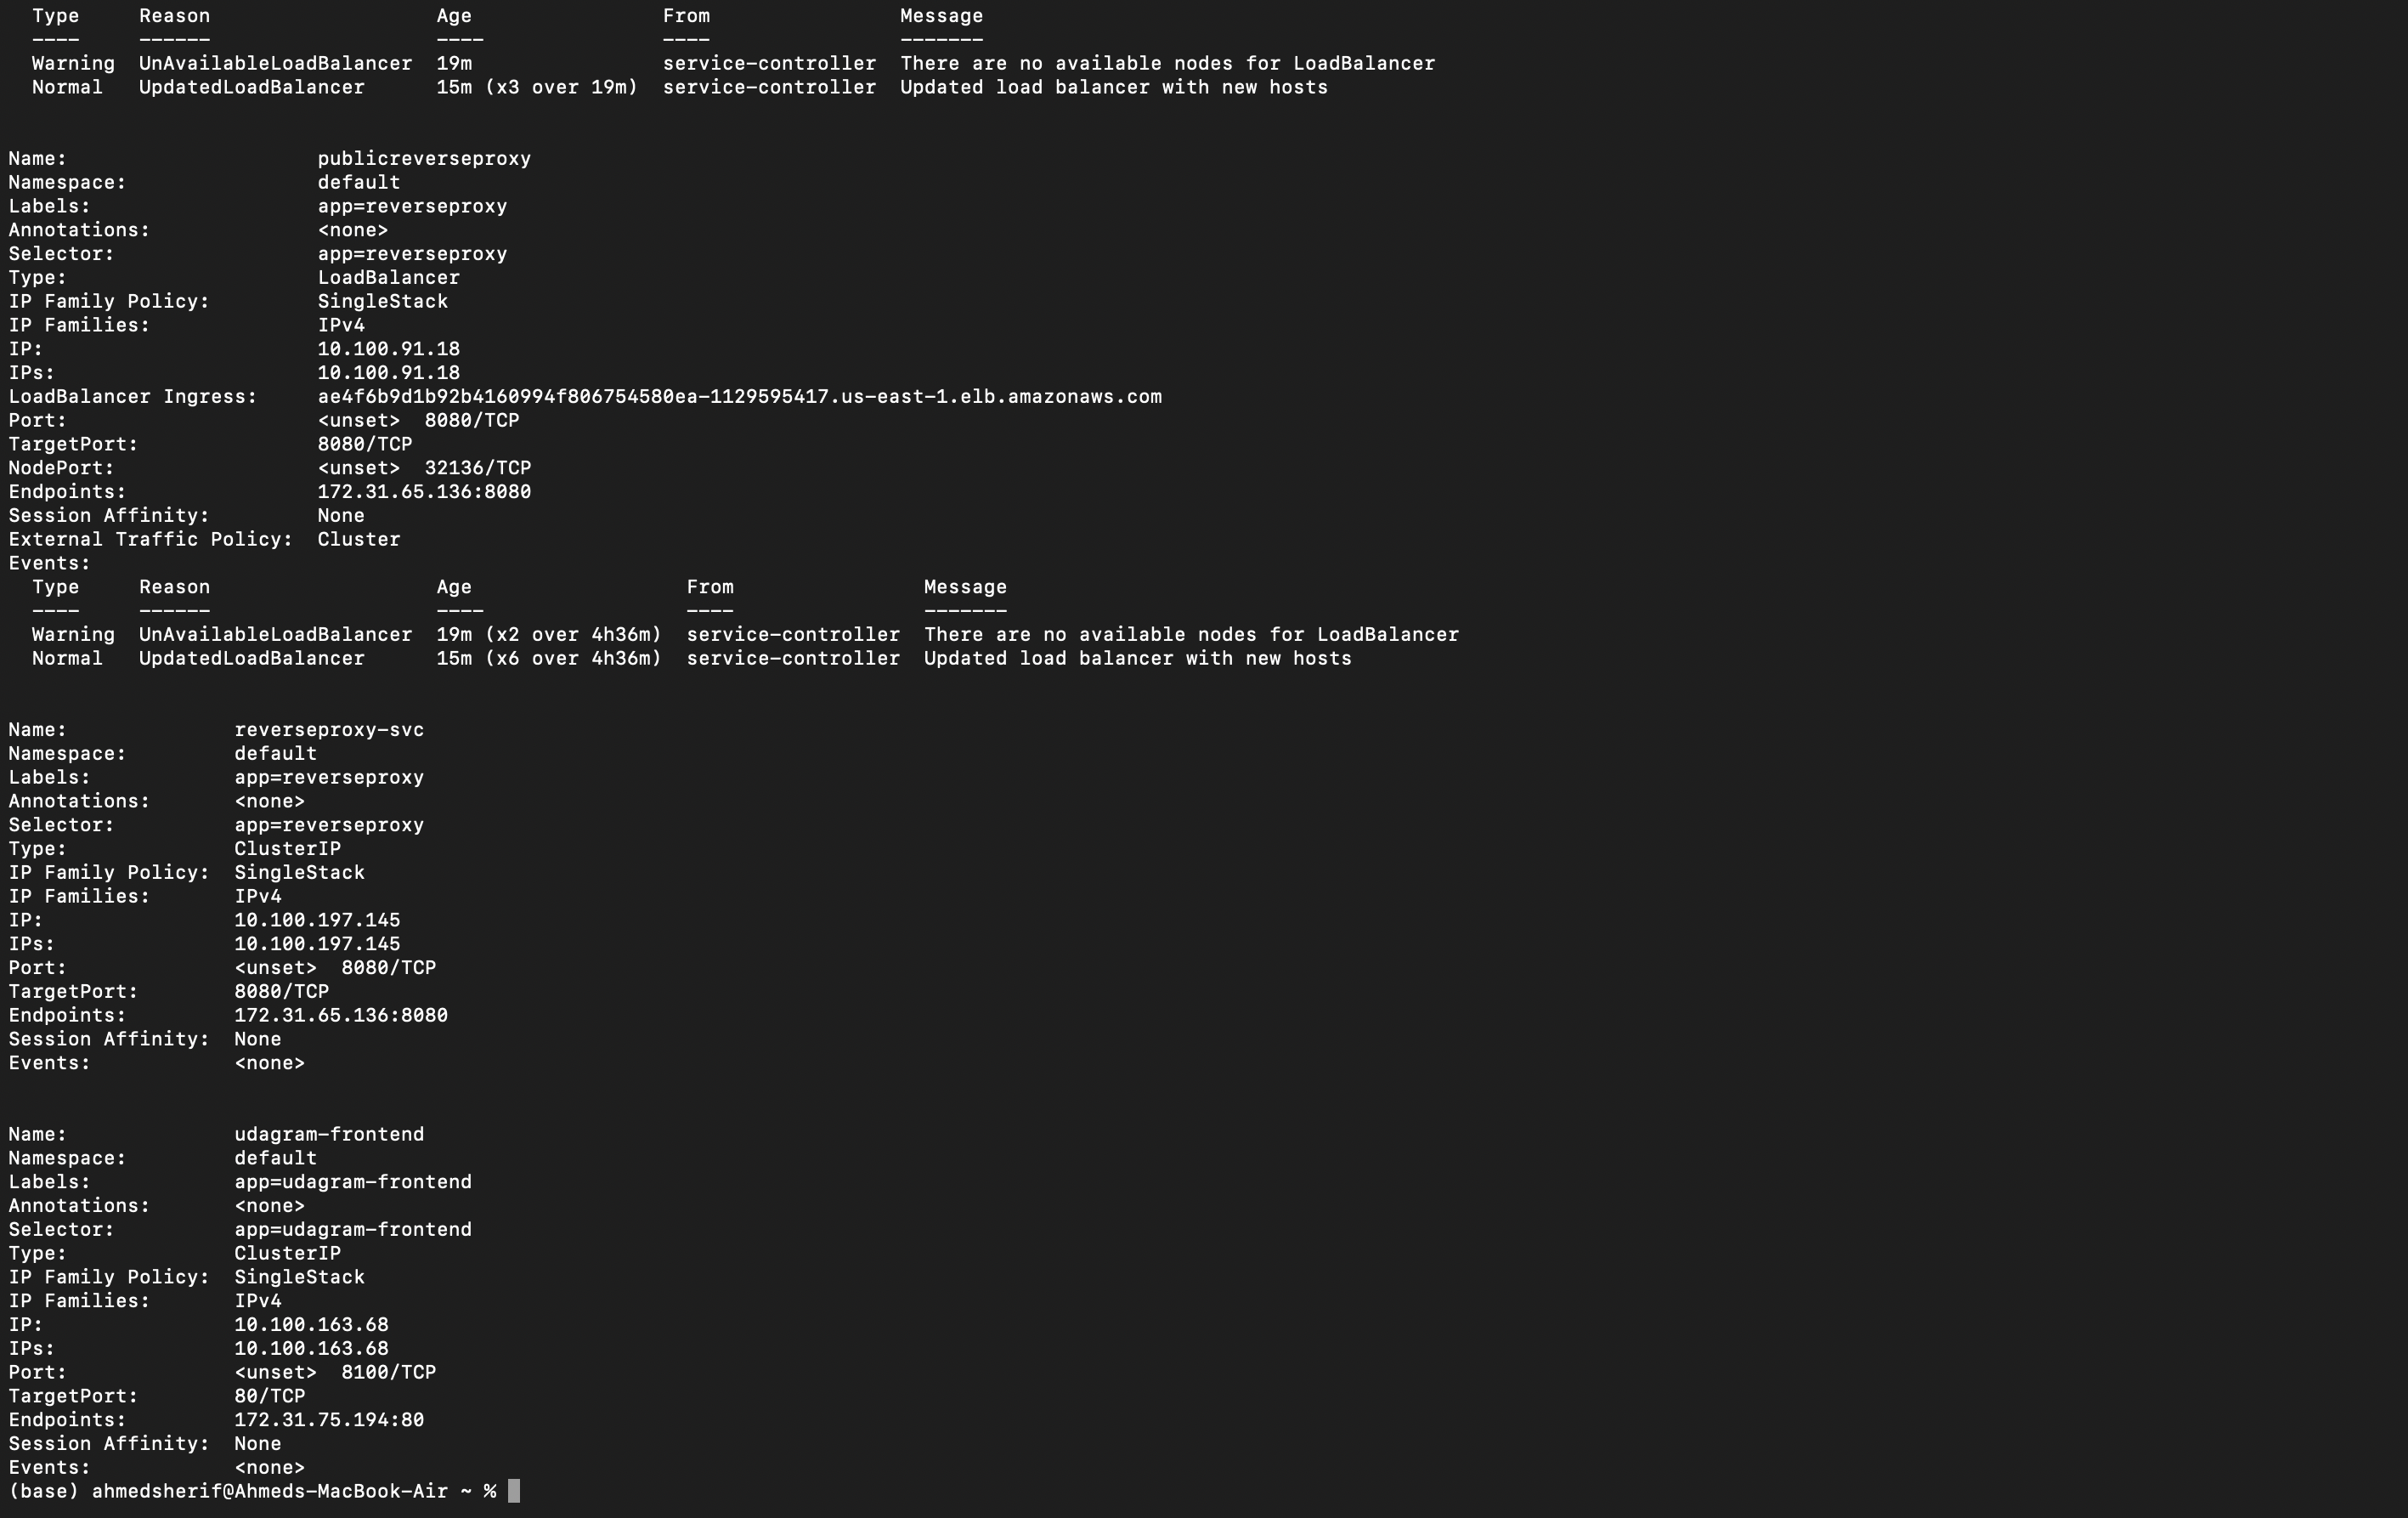 Type Reason Age From Message
---- ------ ---- ---- -------
Warning UnAvailableLoadBalancer 19m service-controller There are no available nodes for LoadBalancer
Normal UpdatedLoadBalancer 15m (x3 over 19m) service-controller Updated load balancer with new hosts
Name: publicreverseproxy
Namespace: default
Labels: app=reverseproxy
Annotations: <none>
Selector: app=reverseproxy
Type: LoadBalancer
IP Family Policy: SingleStack
IP Families: IPv4
IP: 10.100.91.18
IPs: 10.100.91.18
LoadBalancer Ingress: ae4f6b9d1b92b4160994f806754580ea-1129595417.us-east-1.elb.amazonaws.com
Port: <unset> 8080/TCP
TargetPort: 8080/TCP
NodePort: <unset> 32136/TCP
Endpoints: 172.31.65.136:8080
Session Affinity: None
External Traffic Policy: Cluster
Events:
Type Reason Age From Message
---- ------ ---- ---- -------
Warning UnAvailableLoadBalancer 19m (x2 over 4h36m) service-controller There are no available nodes for LoadBalancer
Normal UpdatedLoadBalancer 15m (x6 over 4h36m) service-controller Updated load balancer with new hosts
Name: reverseproxy-svc
Namespace: default
Labels: app=reverseproxy
Annotations: <none>
Selector: app=reverseproxy
Type: ClusterIP
IP Family Policy: SingleStack
IP Families: IPv4
IP: 10.100.197.145
IPs: 10.100.197.145
Port: <unset> 8080/TCP
TargetPort: 8080/TCP
Endpoints: 172.31.65.136:8080
Session Affinity: None
Events: <none>
Name: udagram-frontend
Namespace: default
Labels: app=udagram-frontend
Annotations: <none>
Selector: app=udagram-frontend
Type: ClusterIP
IP Family Policy: SingleStack
IP Families: IPv4
IP: 10.100.163.68
IPs: 10.100.163.68
Port: <unset> 8100/TCP
TargetPort: 80/TCP
Endpoints: 172.31.75.194:80
Session Affinity: None
Events: <none>
(base) ahmedsherif@Ahmeds-MacBook-Air ~ %